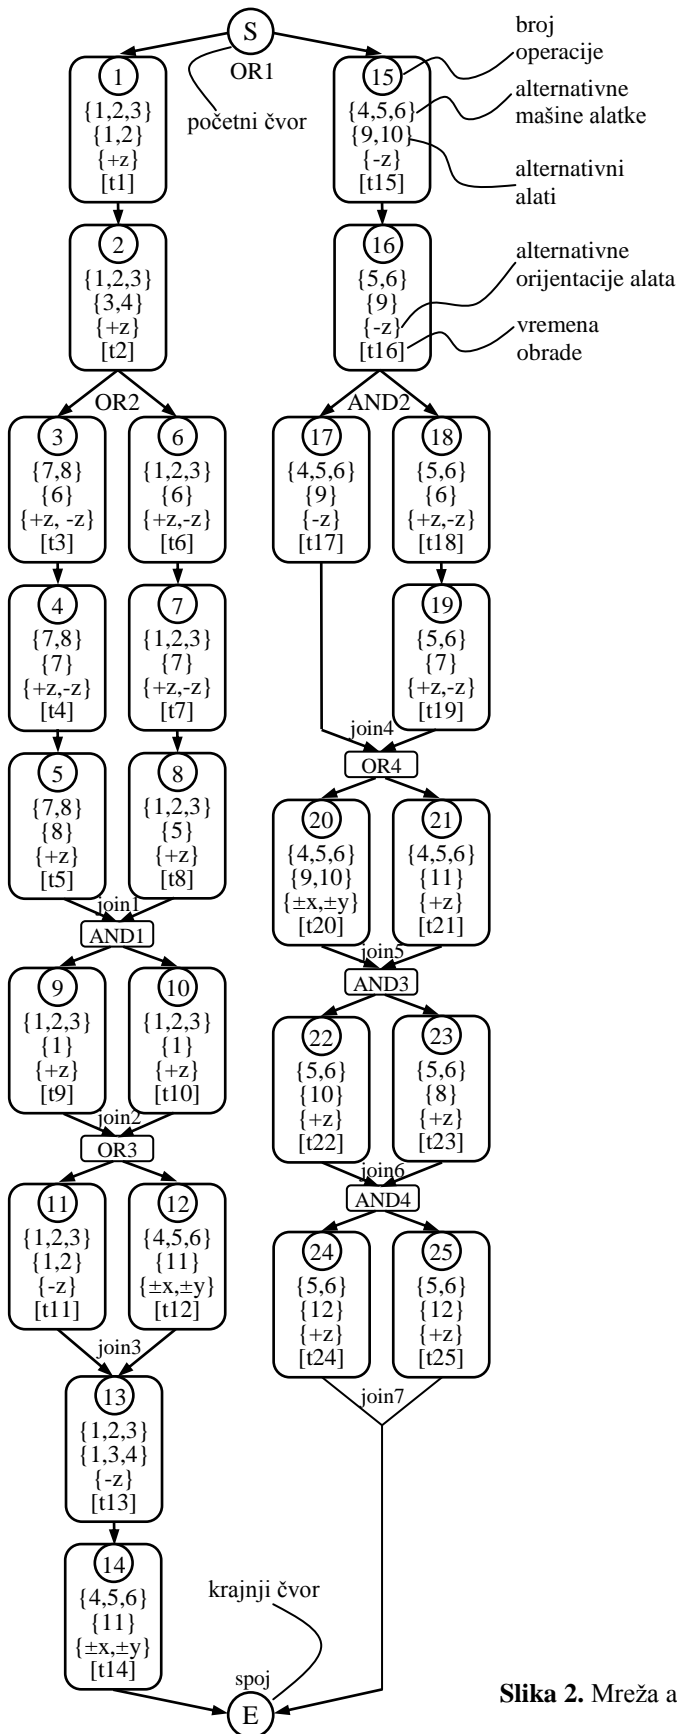 S
OR1
početni čvor
broj
operacije
alternativne
mašine alatke
alternativni
alati
alternativne
orijentacije alata
vremena
obrade
1
{1,2,3}
{1,2}
{+z}
[t1]
2
{1,2,3}
{3,4}
{+z}
[t2]
OR2
3
{7,8}
{6}
{+z, -z}
[t3]
6
{1,2,3}
{6}
{+z,-z}
[t6]
4
{7,8}
{7}
{+z,-z}
[t4]
7
{1,2,3}
{7}
{+z,-z}
[t7]
5
{7,8}
{8}
{+z}
[t5]
8
{1,2,3}
{5}
{+z}
[t8]
join1
AND1
9
{1,2,3}
{1}
{+z}
[t9]
10
{1,2,3}
{1}
{+z}
[t10]
join2
OR3
11
{1,2,3}
{1,2}
{-z}
[t11]
12
{4,5,6}
{11}
{±x,±y}
[t12]
join3
13
{1,2,3}
{1,3,4}
{-z}
[t13]
14
{4,5,6}
{11}
{±x,±y}
[t14]
15
{4,5,6}
{9,10}
{-z}
[t15]
16
{5,6}
{9}
{-z}
[t16]
AND2
17
{4,5,6}
{9}
{-z}
[t17]
18
{5,6}
{6}
{+z,-z}
[t18]
19
{5,6}
{7}
{+z,-z}
[t19]
join4
OR4
20
{4,5,6}
{9,10}
{±x,±y}
[t20]
21
{4,5,6}
{11}
{+z}
[t21]
join5
AND3
22
{5,6}
{10}
{+z}
[t22]
23
{5,6}
{8}
{+z}
[t23]
join6
AND4
24
{5,6}
{12}
{+z}
[t24]
25
{5,6}
{12}
{+z}
[t25]
join7
krajnji čvor
spoj
E
Slika 2. Mreža a